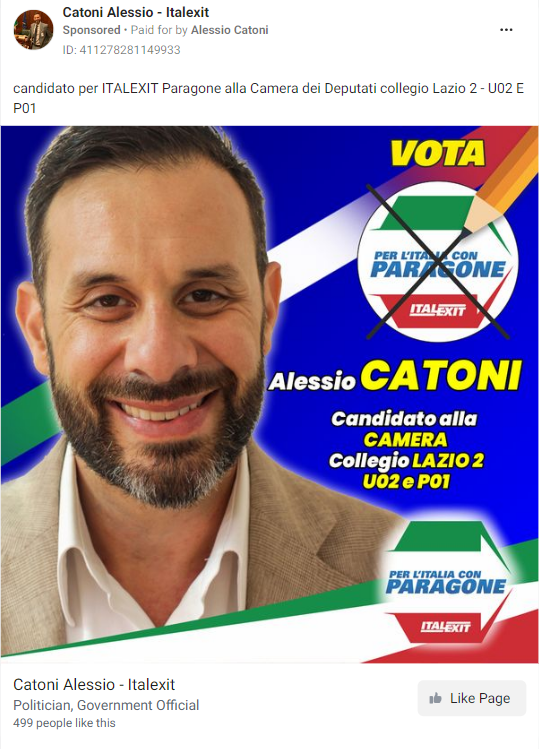 Catoni Alessio - Italexit
Sponsored • Paid for by Alessio Catoni
ID: 411278281149933
candidato per ITALEXIT Paragone alla Camera dei Deputati collegio Lazio 2 - U02 E
P01
VOTA
PER L'ITALIA CON
PARAGONE
ITALEXIT
Alessio CATONI
Candidato alla
CAMERA
Collegio LAZIO 2
U02 e P01
PER L'ITALIA CON
PARAGONE
ITALEXIT
Catoni Alessio - Italexit
Politician, Government Official
499 people like this
Like Page